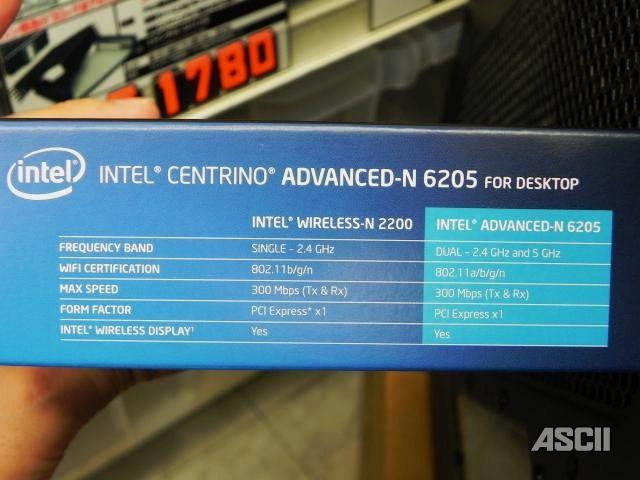 1780
intel®
INTEL® CENTRINO® ADVANCED-N 6205 FOR DESKTOP
INTEL® WIRELESS-N 2200 INTEL® ADVANCED-N 6205
FREQUENCY BAND SINGLE – 2.4 GHz DUAL – 2.4 GHz and 5 GHz
WIFI CERTIFICATION 802.11b/g/n 802.11a/b/g/n
MAX SPEED 300 Mbps (Tx & Rx) 300 Mbps (Tx & Rx)
FORM FACTOR PCI Express* x1 PCI Express x1
INTEL® WIRELESS DISPLAY¹ Yes Yes
ASCII